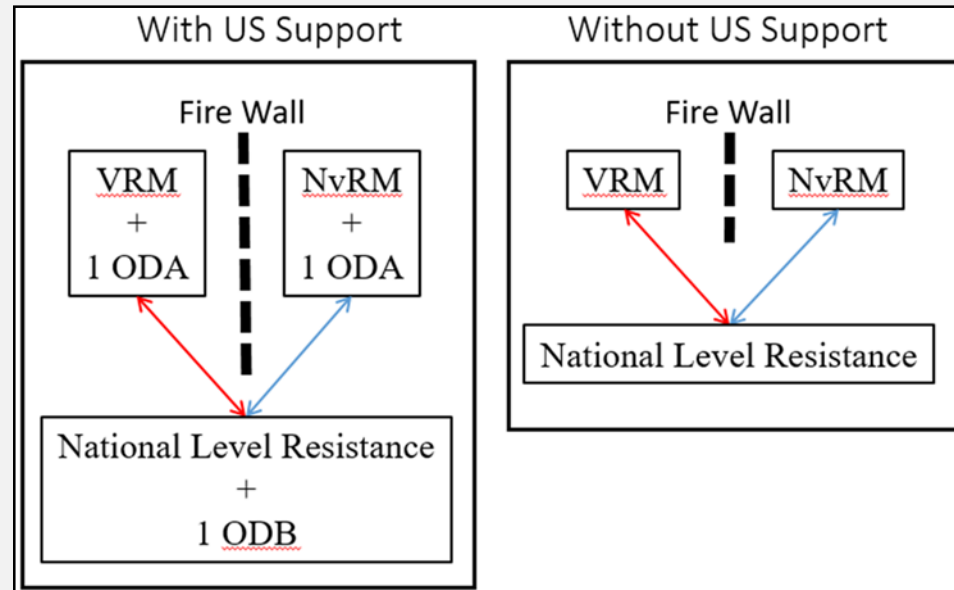 With US Support
Fire Wall
VRM
+
1 ODA
NvRM
+
1 ODA
National Level Resistance
+
1 ODB
Without US Support
Fire Wall
VRM
NvRM
National Level Resistance